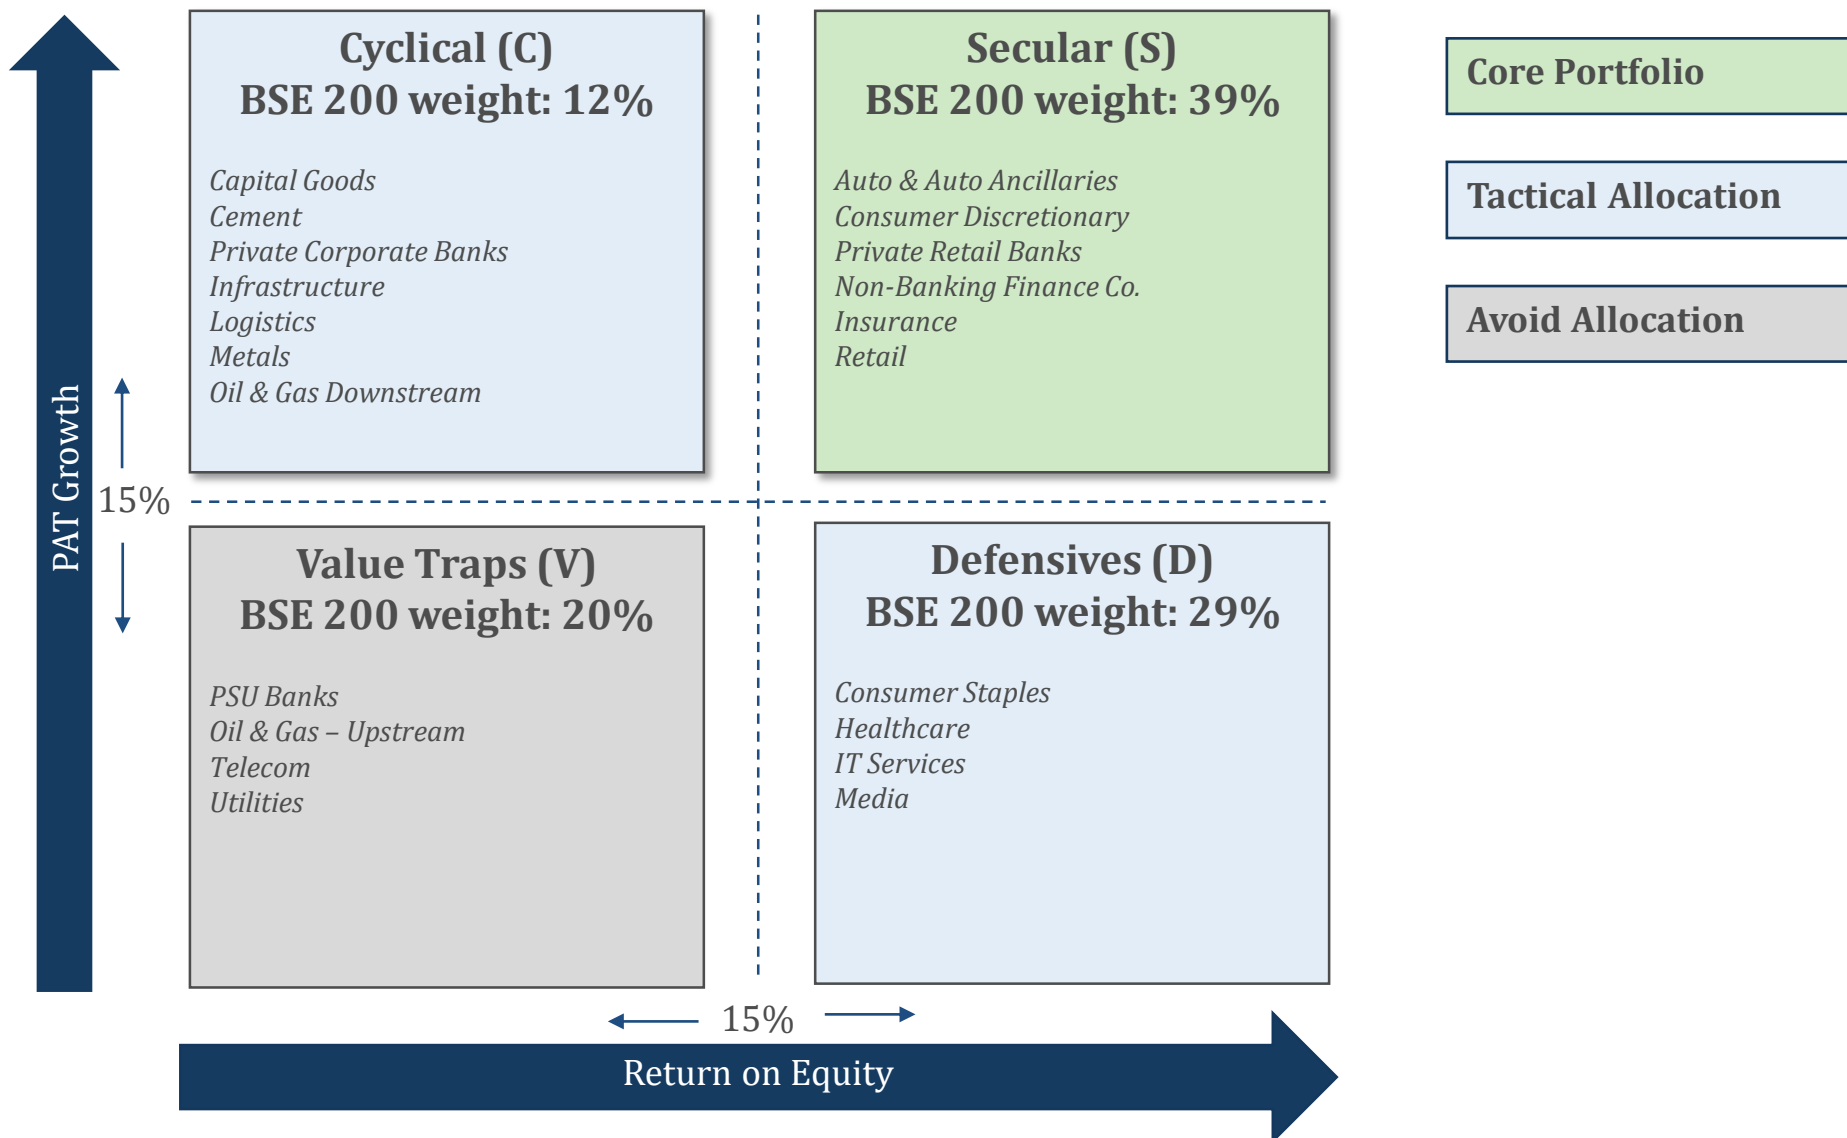 Cyclical (C)
BSE 200 weight: 12%
Capital Goods
Cement
Private Corporate Banks
Infrastructure
Logistics
Metals
Oil & Gas Downstream
Secular (S)
BSE 200 weight: 39%
Auto & Auto Ancillaries
Consumer Discretionary
Private Retail Banks
Non-Banking Finance Co.
Insurance
Retail
Core Portfolio
Tactical Allocation
Avoid Allocation
PAT Growth
15%
Value Traps (V)
BSE 200 weight: 20%
PSU Banks
Oil & Gas – Upstream
Telecom
Utilities
Defensives (D)
BSE 200 weight: 29%
Consumer Staples
Healthcare
IT Services
Media
15%
Return on Equity